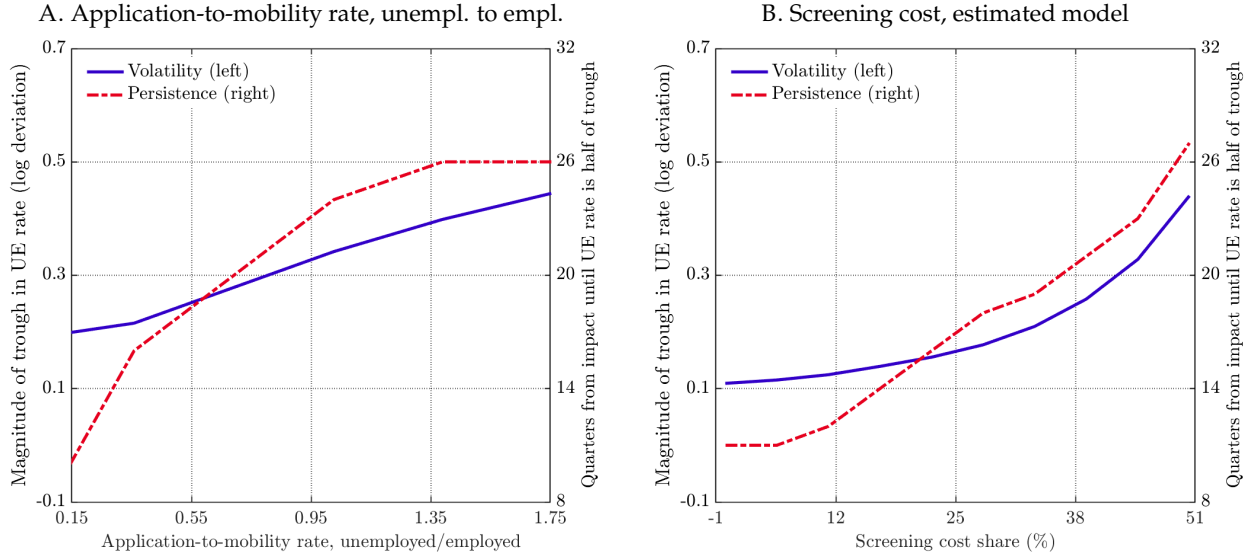 A. Application-to-mobility rate, unempl. to empl.
Magnitude of trough in UE rate (log deviation)
0.7
0.5
0.3
0.1
-0.1
Volatility (left)
Persistence (right)
32
26
20
14
8
Quarters from impact until UE rate is half of trough
0.15 0.55 0.95 1.35 1.75
Application-to-mobility rate, unemployed/employed
B. Screening cost, estimated model
Magnitude of trough in UE rate (log deviation)
0.7
0.5
0.3
0.1
-0.1
Volatility (left)
Persistence (right)
32
26
20
14
8
Quarters from impact until UE rate is half of trough
-1 12 25 38 51
Screening cost share (%)